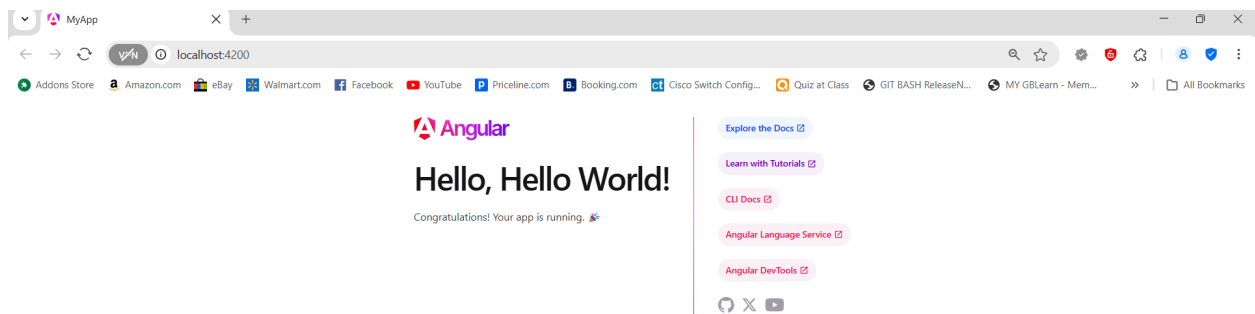 MyApp
VPN
localhost:4200
Addons Store
a Amazon.com
eBay
Walmart.com
Facebook
YouTube
P Priceline.com
B. Booking.com
ct Cisco Switch Config...
Quiz at Class
GIT BASH ReleaseN...
MY GBLearn - Mem...
»
All Bookmarks
Angular
Hello, Hello World!
Congratulations! Your app is running. 🎉
Explore the Docs
Learn with Tutorials
CLI Docs
Angular Language Service
Angular DevTools